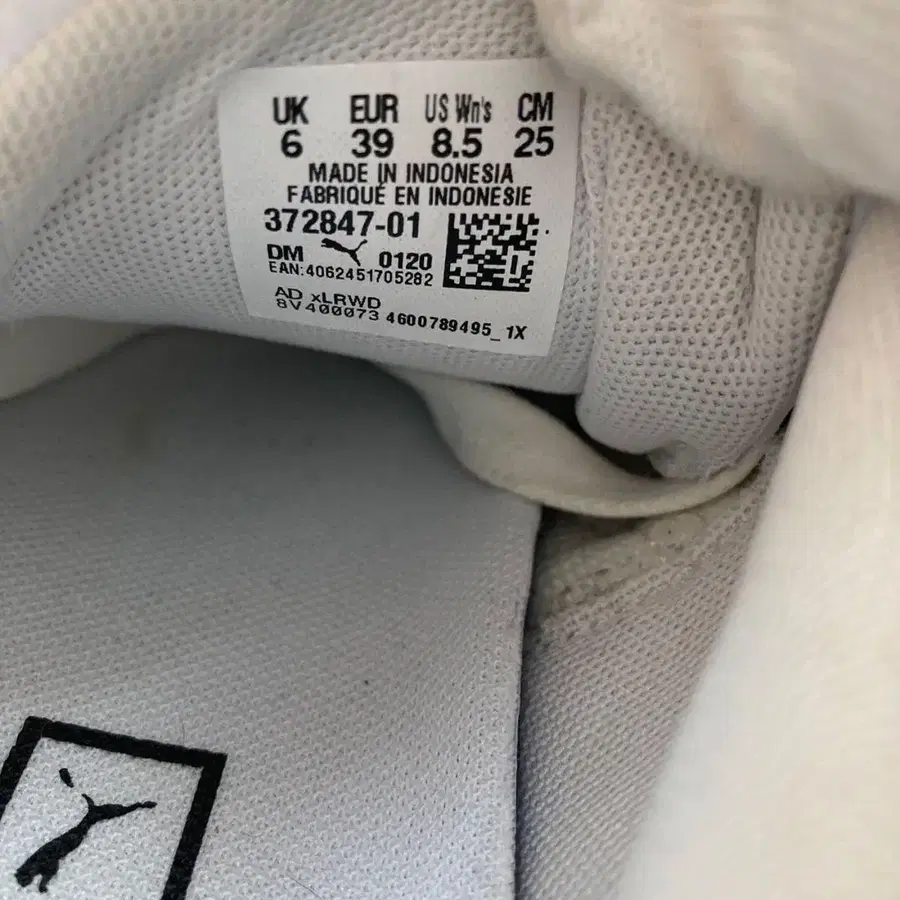 UK EUR US Wn's CM
6 39 8.5 25
MADE IN INDONESIA
FABRIQUÉ EN INDONESIE
372847-01
DM 0120
EAN:4062451705282
AD xLRWD
8V400073 4600789495_1X